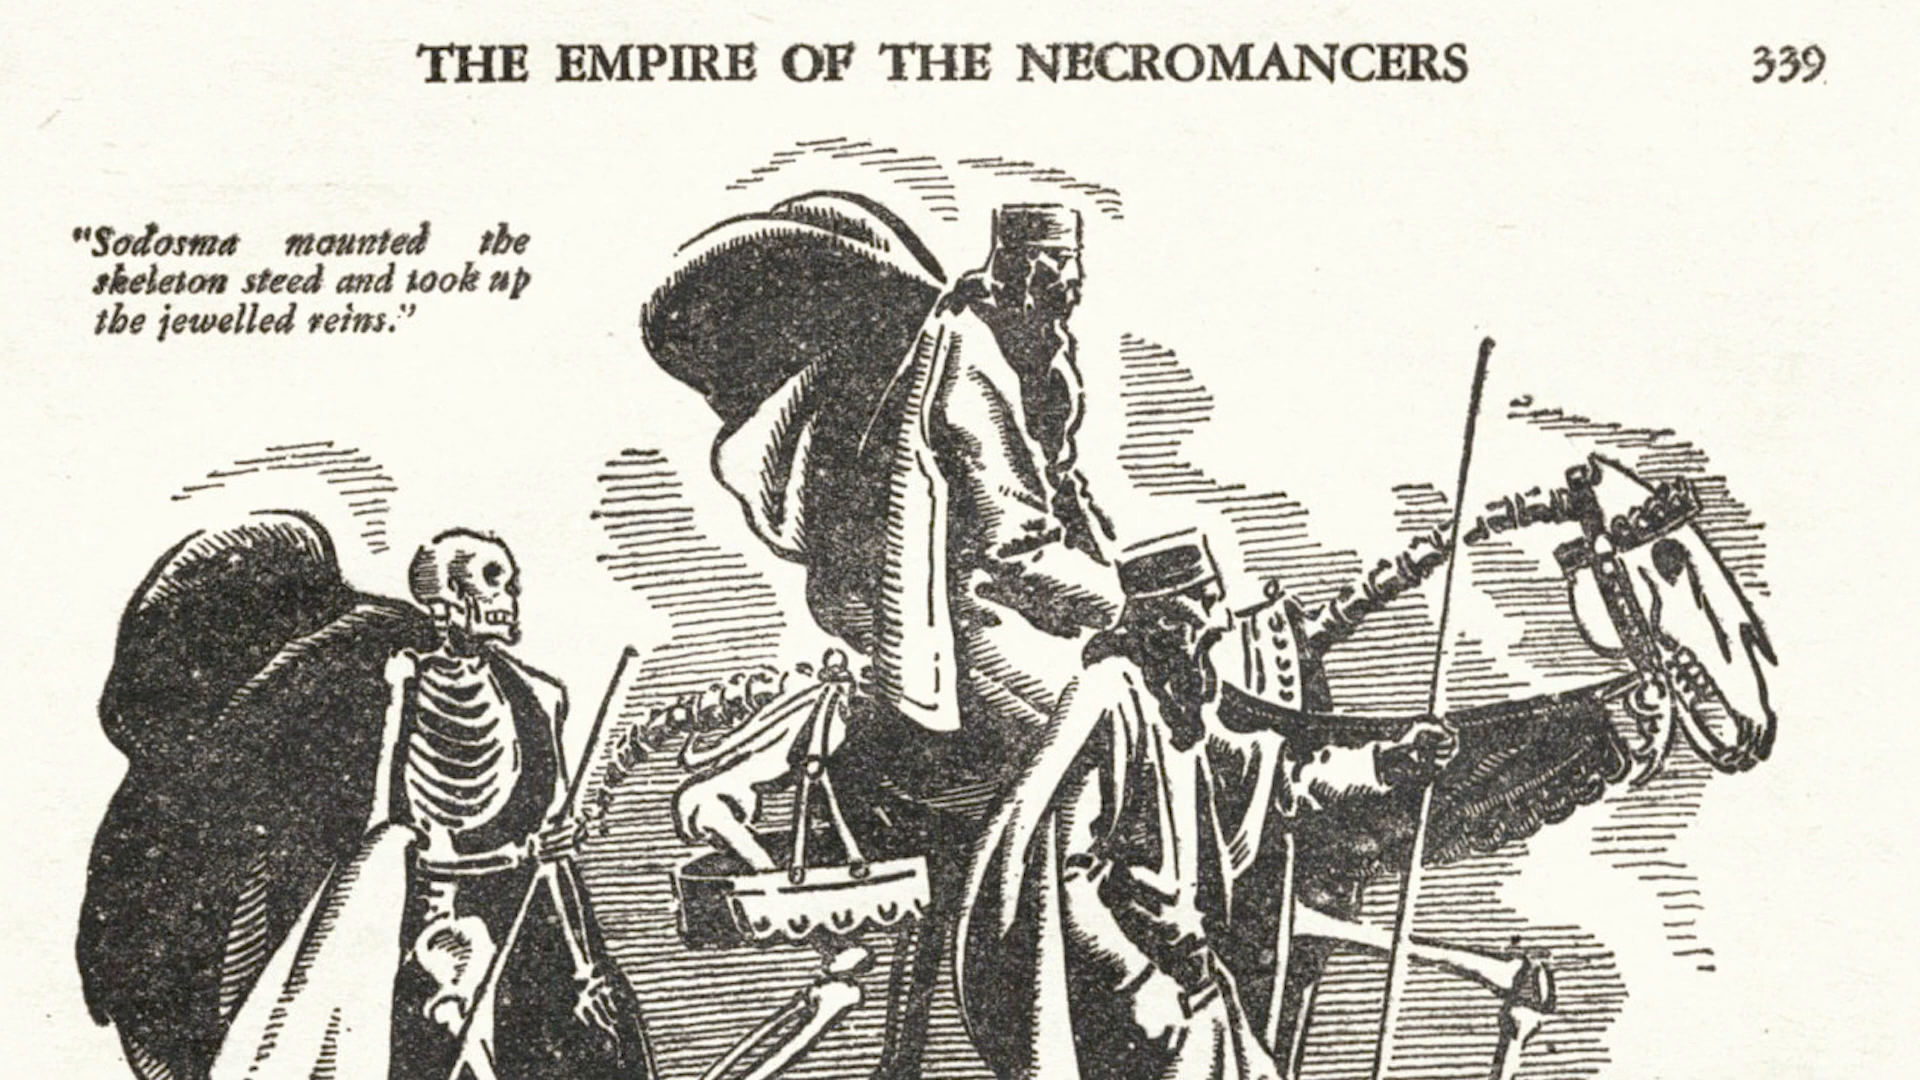 THE EMPIRE OF THE NECROMANCERS 339
"Sodosma mounted the
skeleton steed and took up
the jewelled reins."